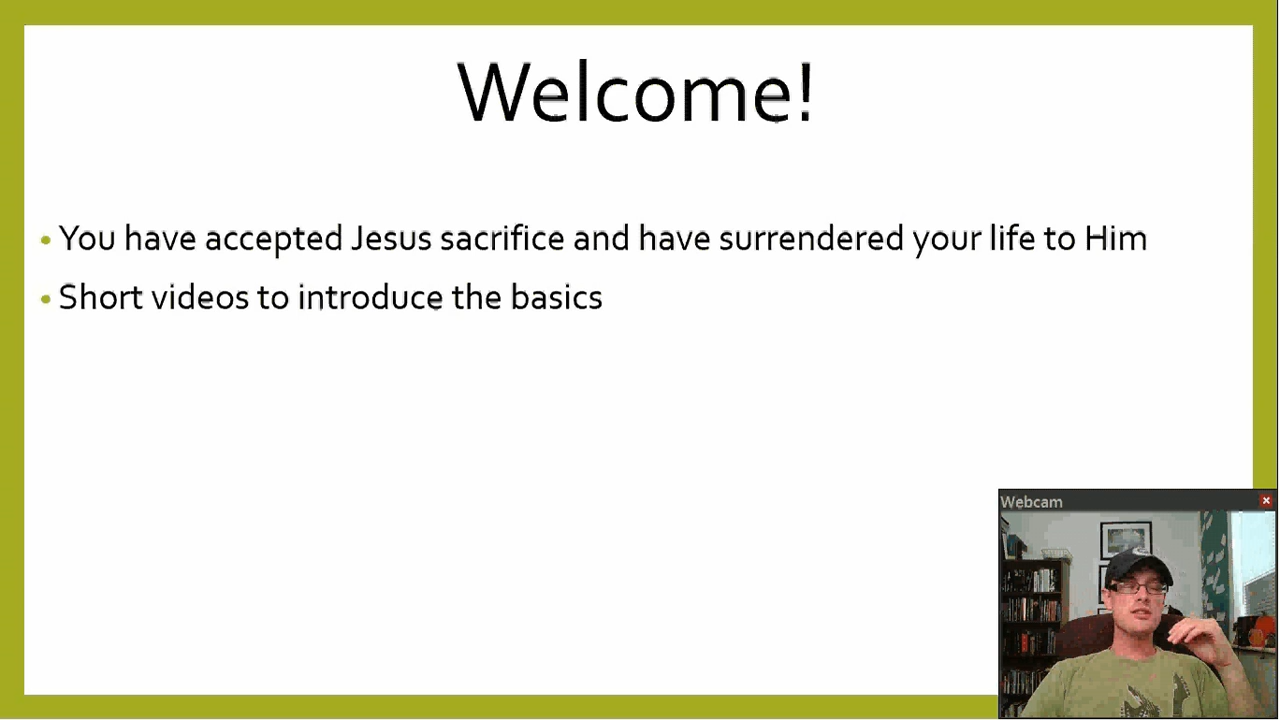 Welcome!
• You have accepted Jesus sacrifice and have surrendered your life to Him
• Short videos to introduce the basics
Webcam